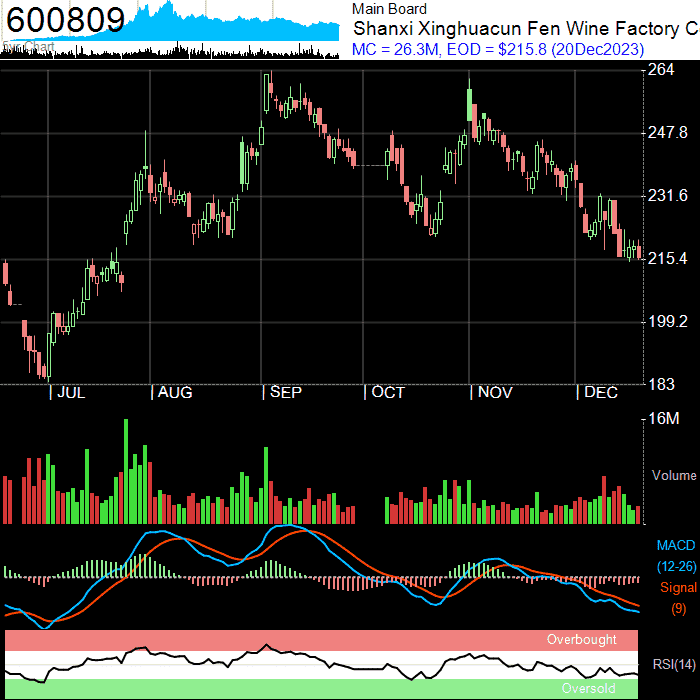 600809
Main Board
Shanxi Xinghuacun Fen Wine Factory C
MC = 26.3M, EOD = $215.8 (20Dec2023)
264
247.8
231.6
215.4
199.2
183
JUL
AUG
SEP
OCT
NOV
DEC
16M
Volume
MACD
(12-26)
Signal
(9)
Overbought
RSI(14)
Oversold